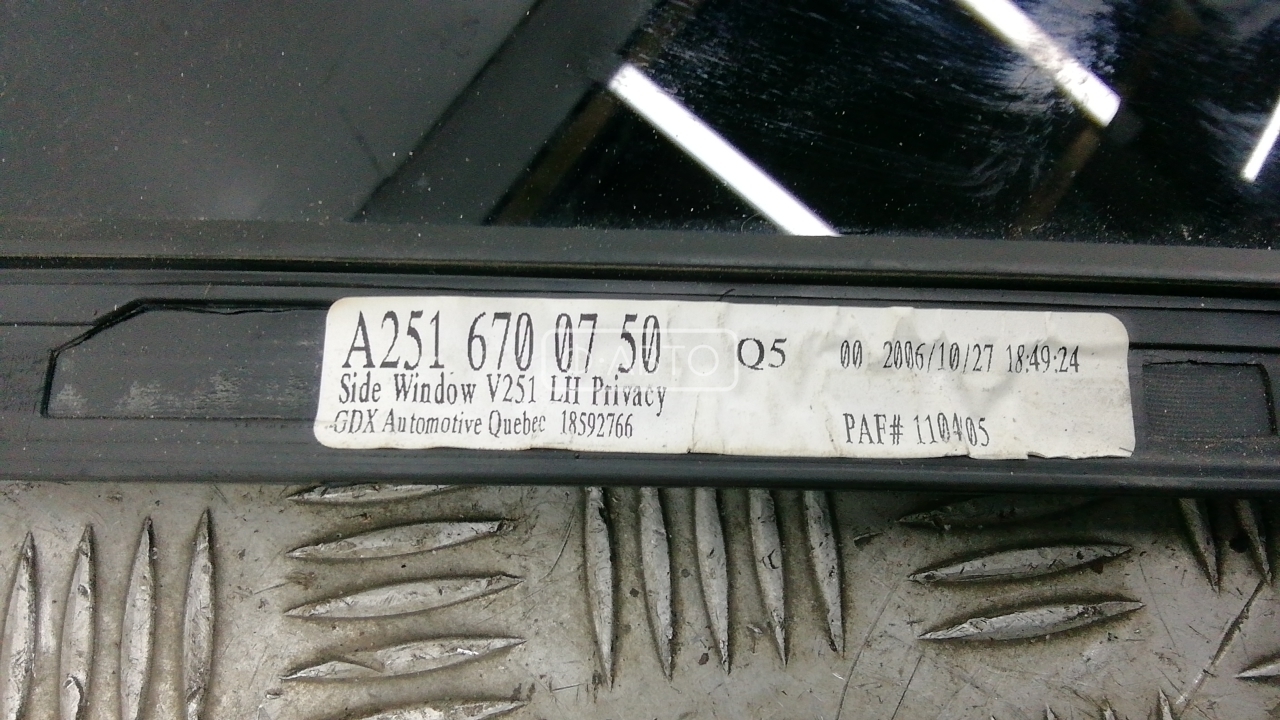 A251 670 07 50 Q5 00 2006/10/27 18:49:24
Side Window V251 LH Privacy
GDX Automotive Quebec 18592766 PAF# 110405